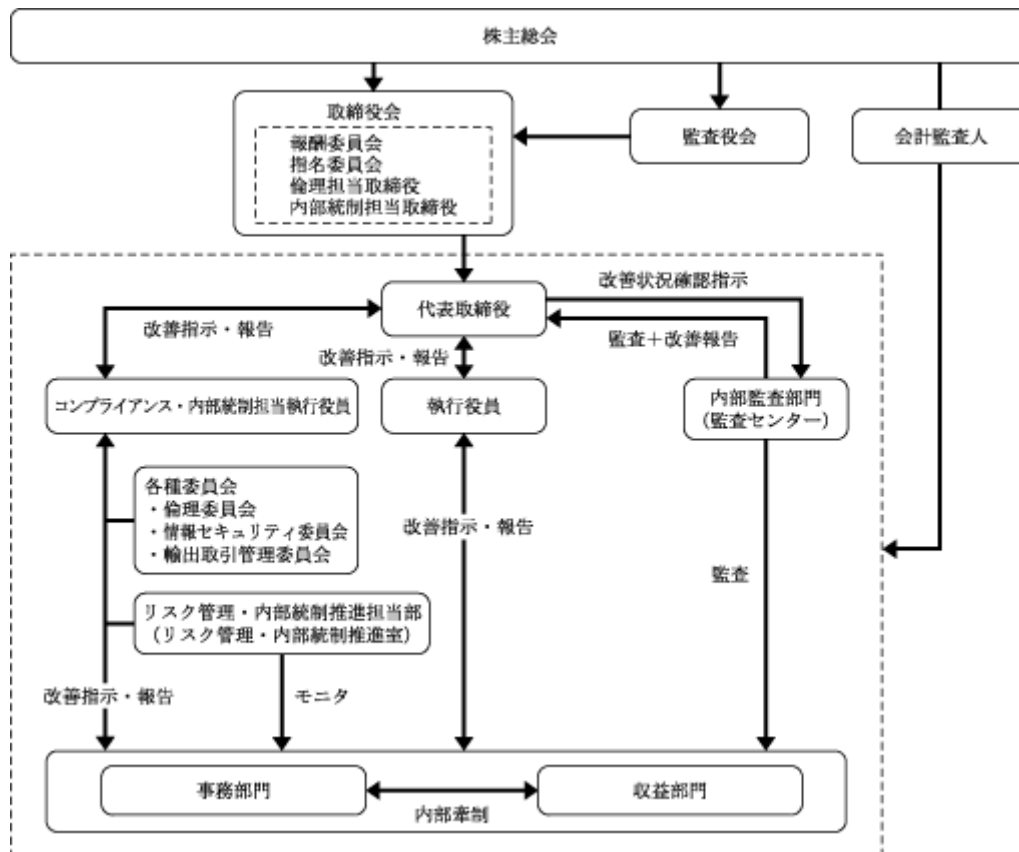 株主総会
取締役会
報酬委員会
指名委員会
倫理担当取締役
内部統制担当取締役
監査役会
会計監査人
代表取締役
改善状況確認指示
監査＋改善報告
改善指示・報告
改善指示・報告
コンプライアンス・内部統制担当執行役員
執行役員
内部監査部門
（監査センター）
各種委員会
・倫理委員会
・情報セキュリティ委員会
・輸出取引管理委員会
改善指示・報告
監査
リスク管理・内部統制推進担当部
（リスク管理・内部統制推進室）
改善指示・報告
モニタ
事務部門
収益部門
内部牽制